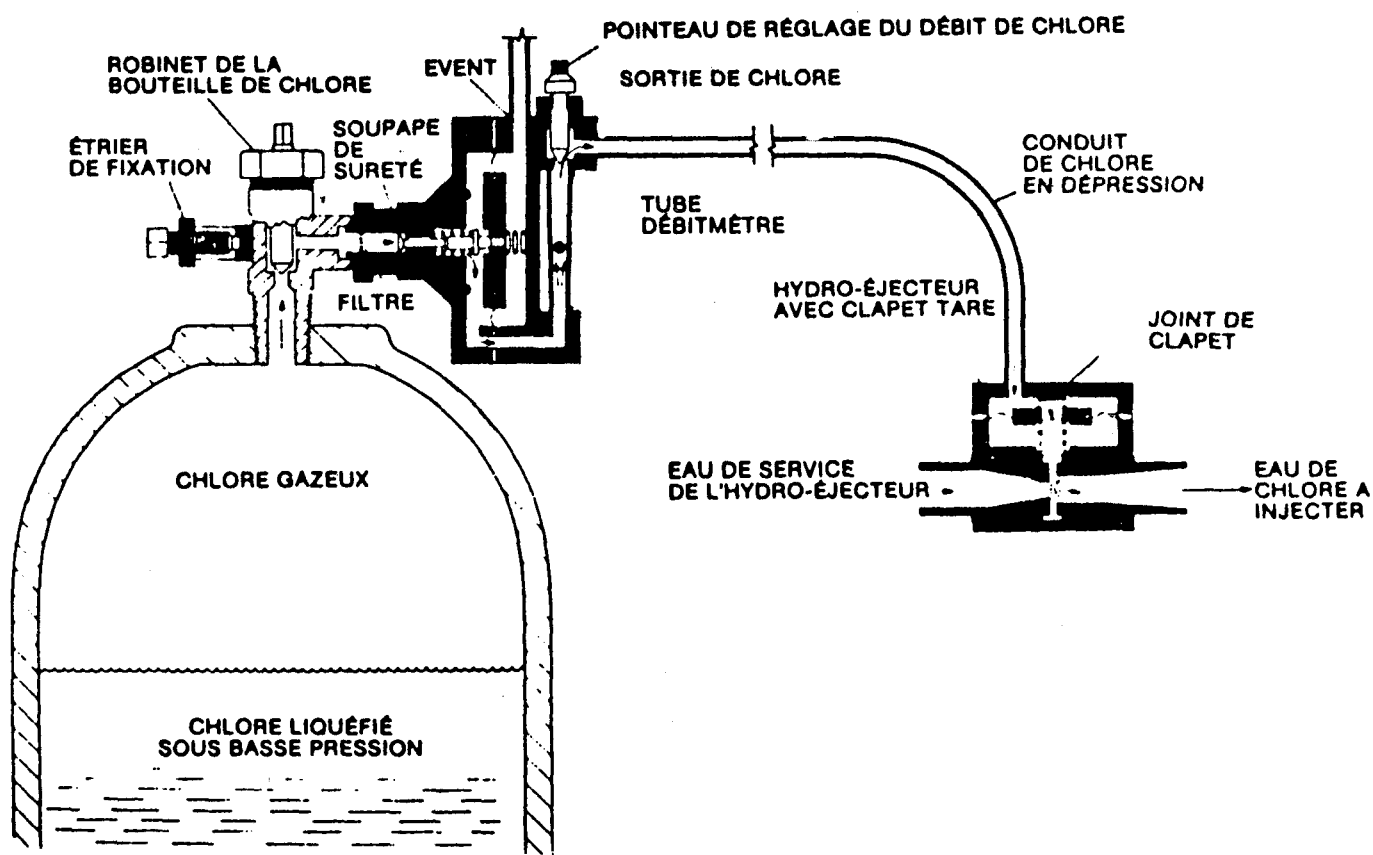 POINTEAU DE RÉGLAGE DU DÉBIT DE CHLORE
ROBINET DE LA
BOUTEILLE DE CHLORE
EVENT
SORTIE DE CHLORE
ÉTRIER
DE FIXATION
SOUPAPE
DE
SURETÉ
CONDUIT
DE CHLORE
EN DÉPRESSION
TUBE
DÉBITMÊTRE
FILTRE
HYDRO-ÉJECTEUR
AVEC CLAPET TARE
JOINT DE
CLAPET
CHLORE GAZEUX
EAU DE SERVICE
DE L'HYDRO-ÉJECTEUR
EAU DE
CHLORE A
INJECTER
CHLORE LIQUÉFIÉ
SOUS BASSE PRESSION